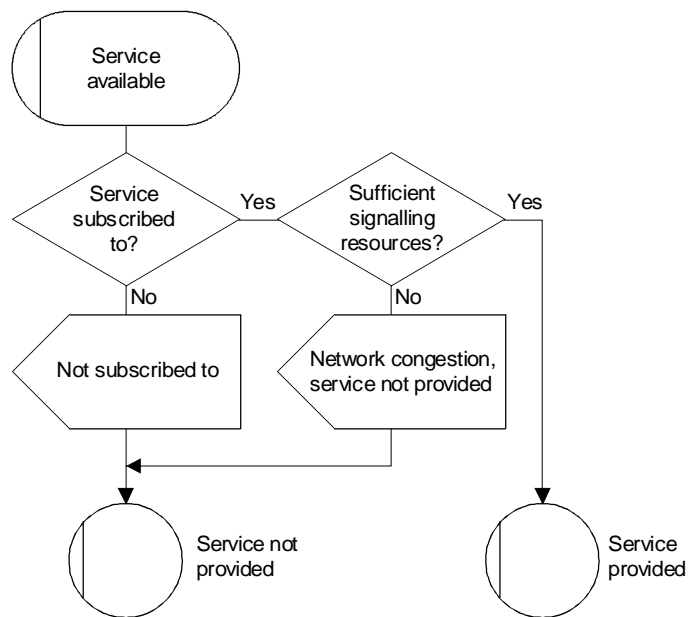 Service
available
Service
subscribed
to?
Yes
Sufficient
signalling
resources?
Yes
No
No
Not subscribed to
Network congestion,
service not provided
Service not
provided
Service
provided